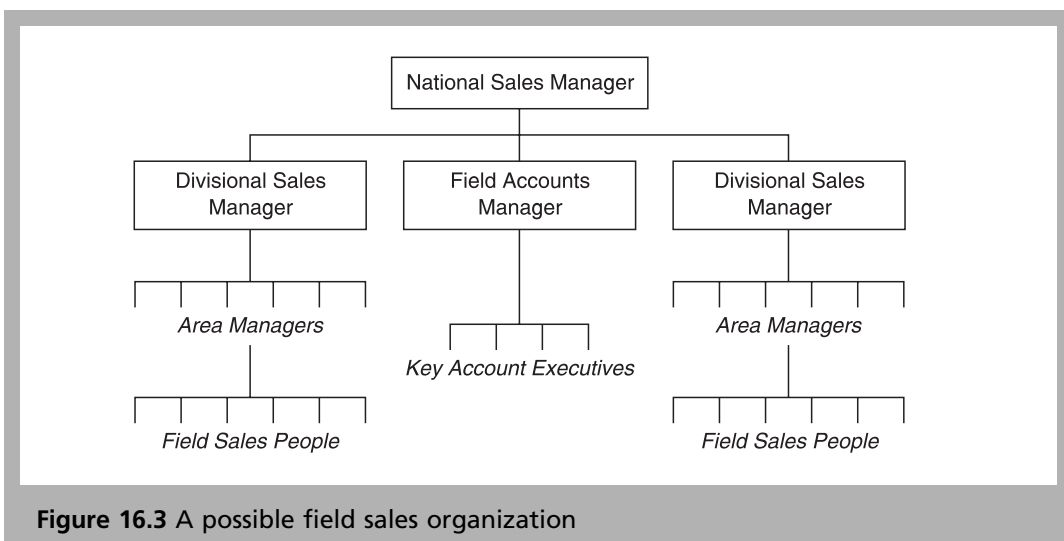 National Sales Manager
Divisional Sales
Manager
Field Accounts
Manager
Divisional Sales
Manager
Area Managers
Area Managers
Key Account Executives
Field Sales People
Field Sales People
Figure 16.3 A possible field sales organization